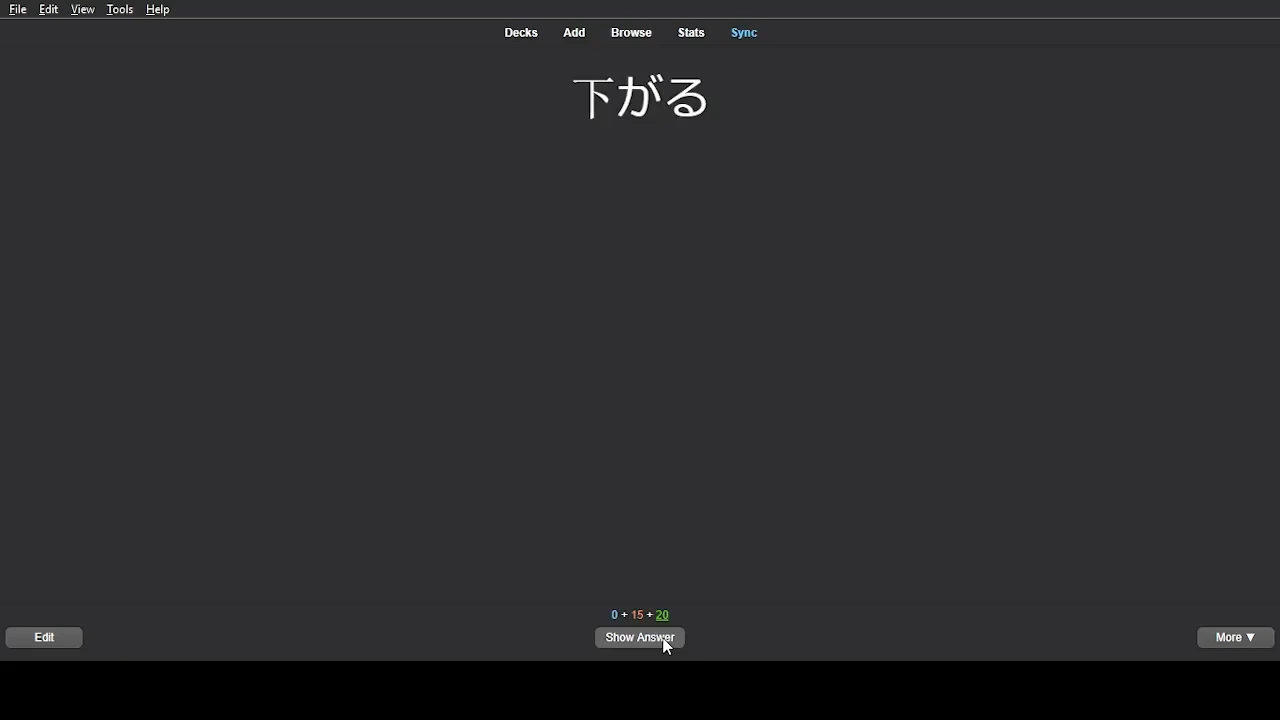 File Edit View Tools Help
Decks Add Browse Stats Sync
下がる
0 + 15 + 20
Edit Show Answer More ▼